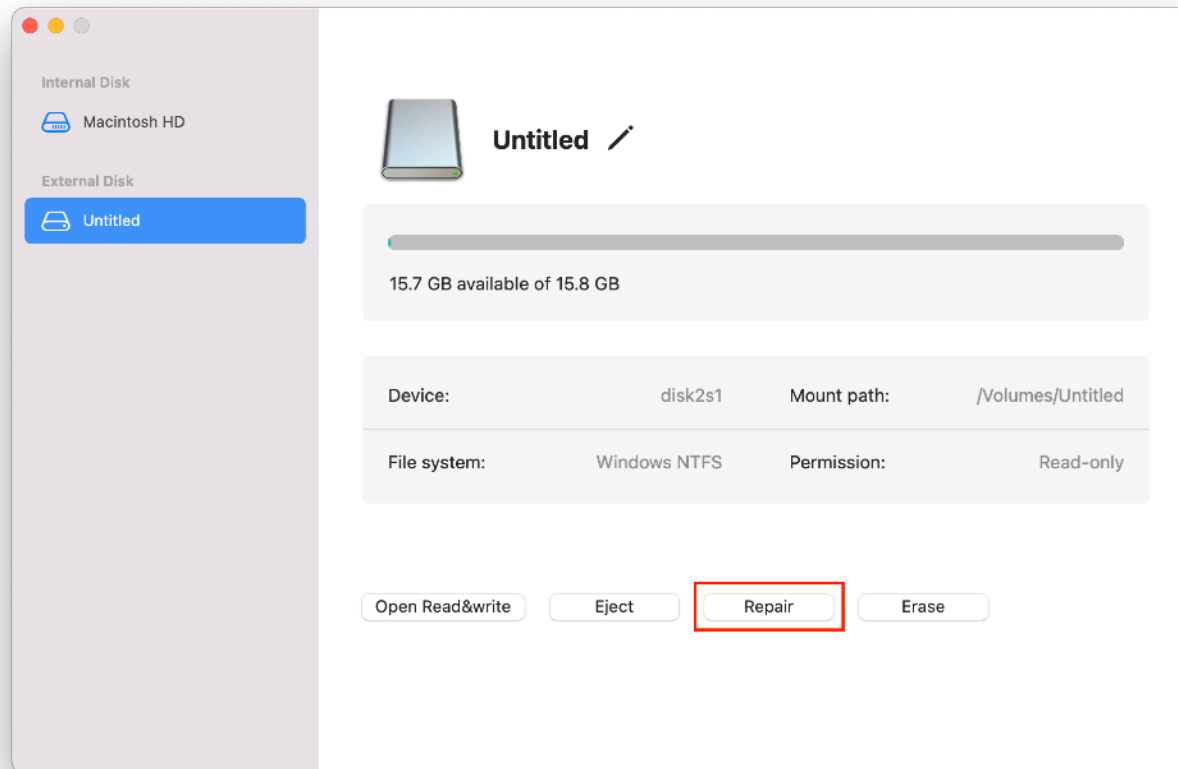 Internal Disk
Macintosh HD
External Disk
Untitled
Untitled
15.7 GB available of 15.8 GB
Device: disk2s1 Mount path: /Volumes/Untitled
File system: Windows NTFS Permission: Read-only
Open Read&write Eject Repair Erase